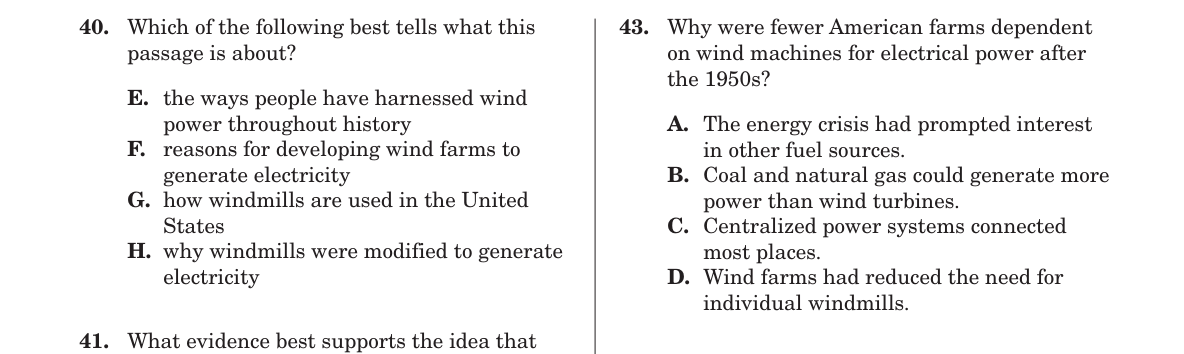 40. Which of the following best tells what this
passage is about?
E. the ways people have harnessed wind
power throughout history
F. reasons for developing wind farms to
generate electricity
G. how windmills are used in the United
States
H. why windmills were modified to generate
electricity
41. What evidence best supports the idea that
43. Why were fewer American farms dependent
on wind machines for electrical power after
the 1950s?
A. The energy crisis had prompted interest
in other fuel sources.
B. Coal and natural gas could generate more
power than wind turbines.
C. Centralized power systems connected
most places.
D. Wind farms had reduced the need for
individual windmills.